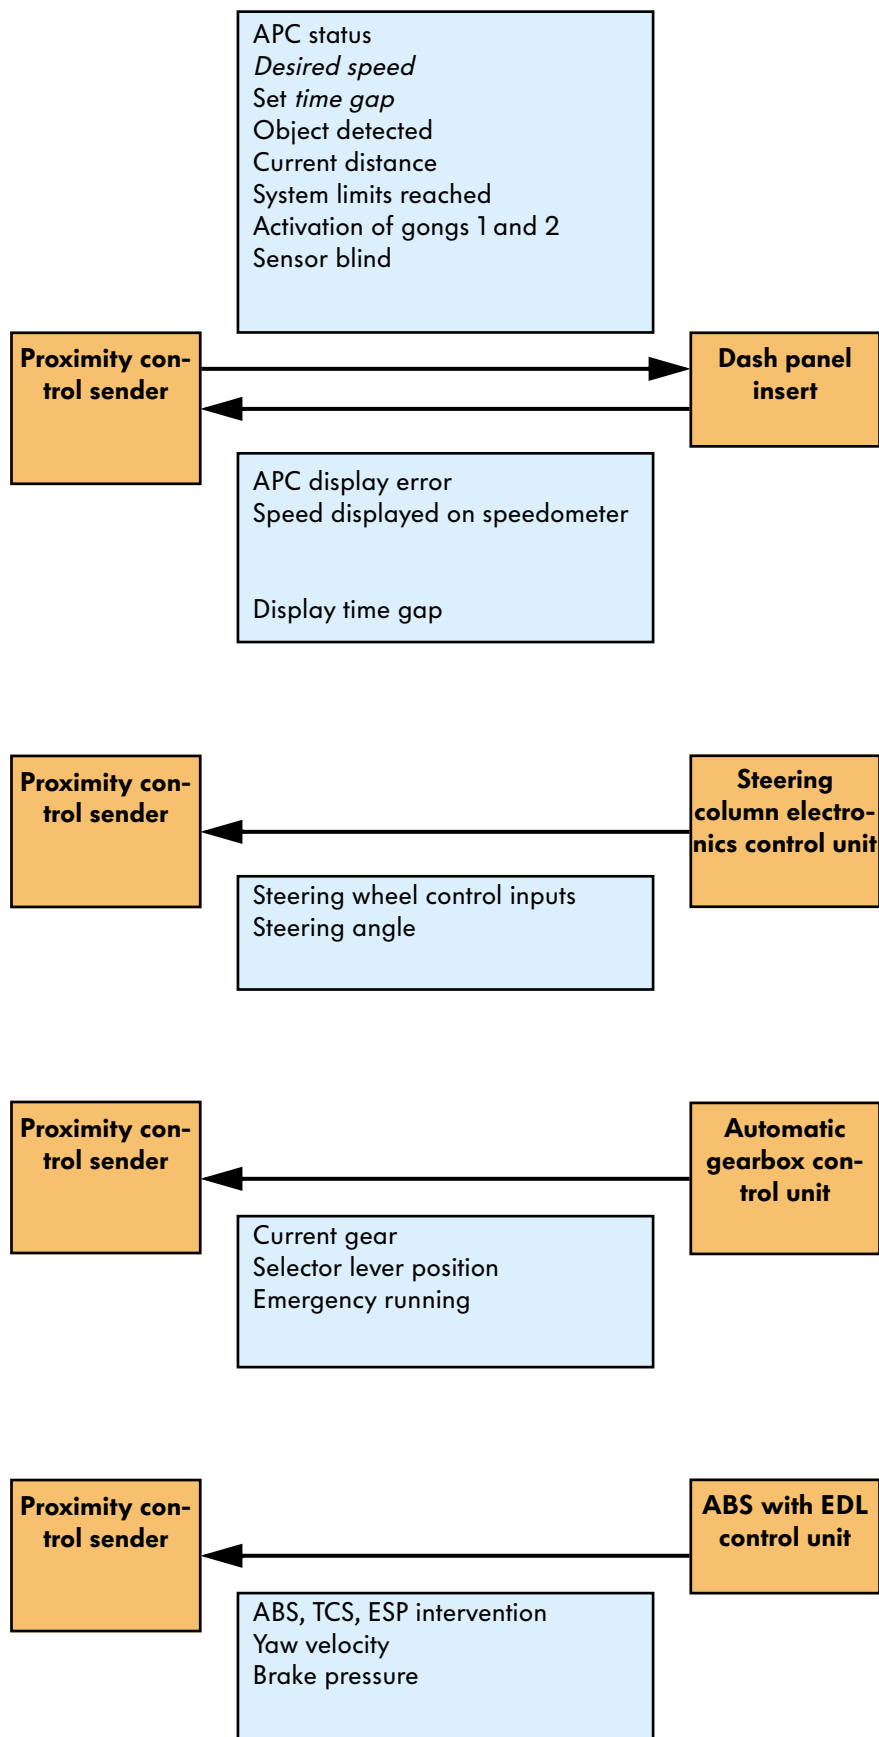 APC status
Desired speed
Set time gap
Object detected
Current distance
System limits reached
Activation of gongs 1 and 2
Sensor blind
Proximity con-
trol sender
Dash panel
insert
APC display error
Speed displayed on speedometer
Display time gap
Proximity con-
trol sender
Steering
column electro-
nics control unit
Steering wheel control inputs
Steering angle
Proximity con-
trol sender
Automatic
gearbox con-
trol unit
Current gear
Selector lever position
Emergency running
Proximity con-
trol sender
ABS with EDL
control unit
ABS, TCS, ESP intervention
Yaw velocity
Brake pressure